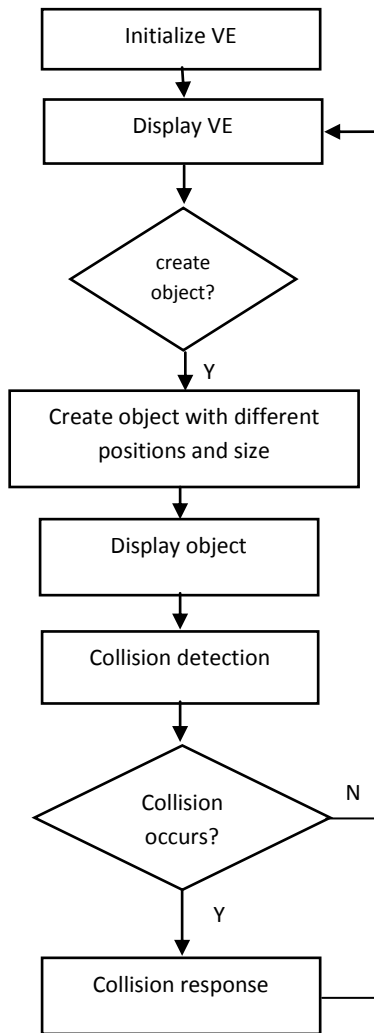 Initialize VE
Display VE
create
object?
Y
Create object with different
positions and size
Display object
Collision detection
Collision
occurs?
N
Y
Collision response